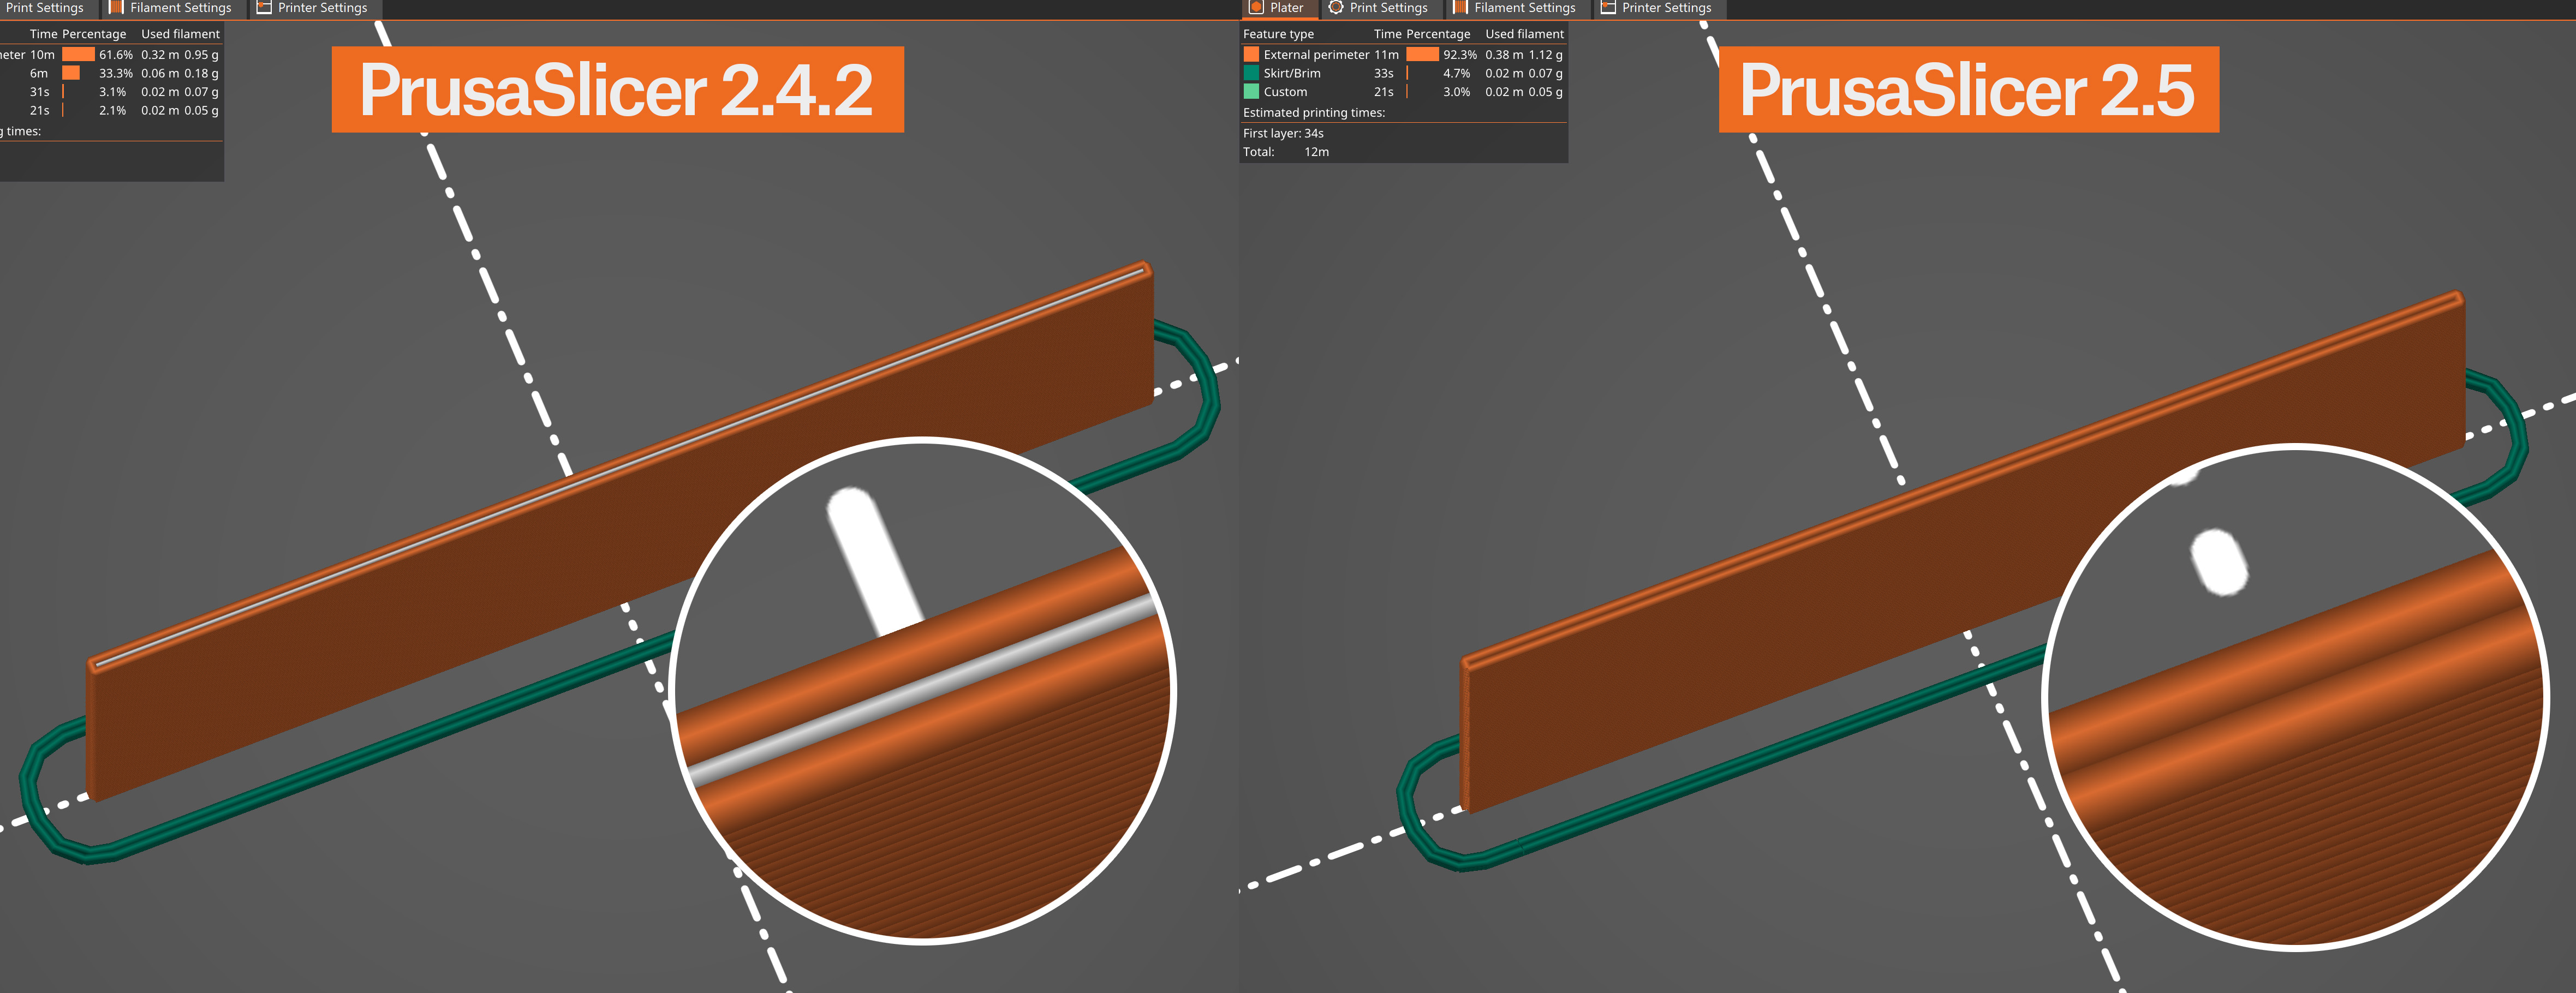 Print Settings Filament Settings Printer Settings
Time Percentage Used filament
eter 10m 61.6% 0.32 m 0.95 g
6m 33.3% 0.06 m 0.18 g
31s 3.1% 0.02 m 0.07 g
21s 2.1% 0.02 m 0.05 g
times:
PrusaSlicer 2.4.2
Plater Print Settings Filament Settings Printer Settings
Feature type Time Percentage Used filament
External perimeter 11m 92.3% 0.38 m 1.12 g
Skirt/Brim 33s 4.7% 0.02 m 0.07 g
Custom 21s 3.0% 0.02 m 0.05 g
Estimated printing times:
First layer: 34s
Total: 12m
PrusaSlicer 2.5